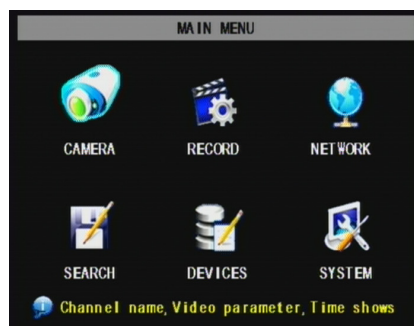 MAIN MENU
CAMERA RECORD NETWORK
SEARCH DEVICES SYSTEM
Channel name, Video parameter, Time shows